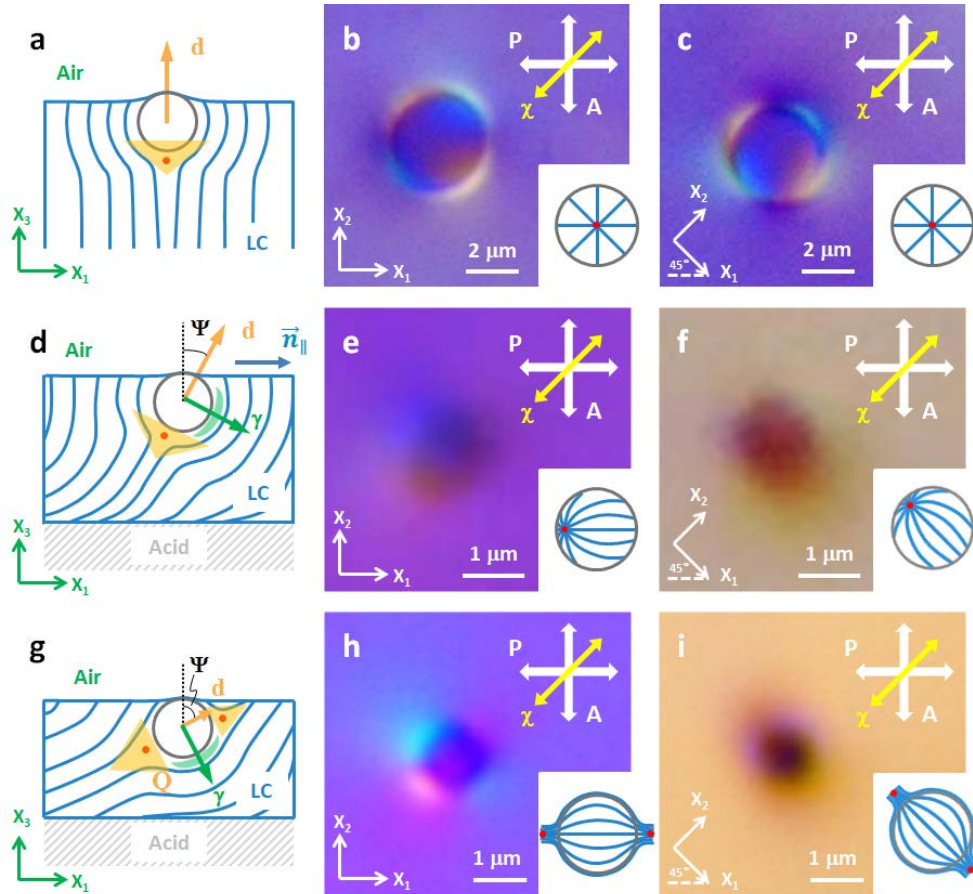 a
d
Air
LC
X3
X1
b
P
χ
A
X2
X1
2 μm
c
P
χ
A
X2
45°
X1
2 μm
d
Ψ
d
n∥
Air
γ
LC
Acid
X3
X1
e
P
χ
A
X2
X1
1 μm
f
P
χ
A
X2
45°
X1
1 μm
g
Ψ
d
Air
Q
γ
LC
Acid
X3
X1
h
P
χ
A
X2
X1
1 μm
i
P
χ
A
X2
45°
X1
1 μm